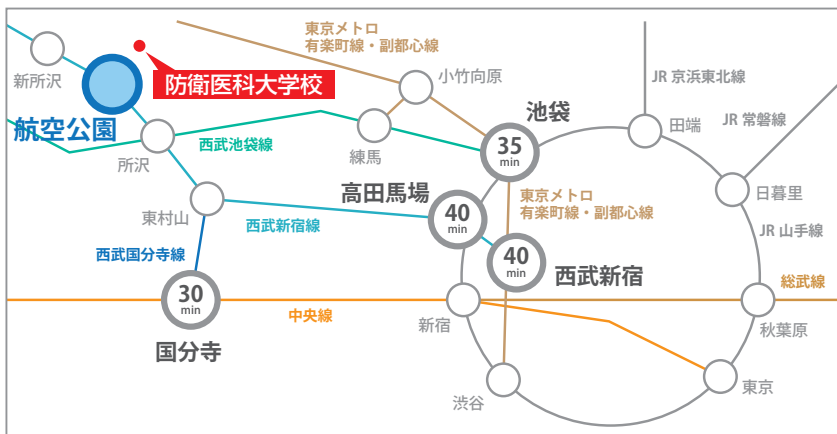 東京メトロ
有楽町線・副都心線
新所沢
防衛医科大学校
小竹向原
JR 京浜東北線
航空公園
池袋
田端
JR 常磐線
所沢
西武池袋線
練馬
35
min
東京メトロ
有楽町線・副都心線
日暮里
高田馬場
東村山
西武新宿線
40
min
JR 山手線
西武国分寺線
40
min
西武新宿
総武線
30
min
中央線
新宿
秋葉原
国分寺
渋谷
東京